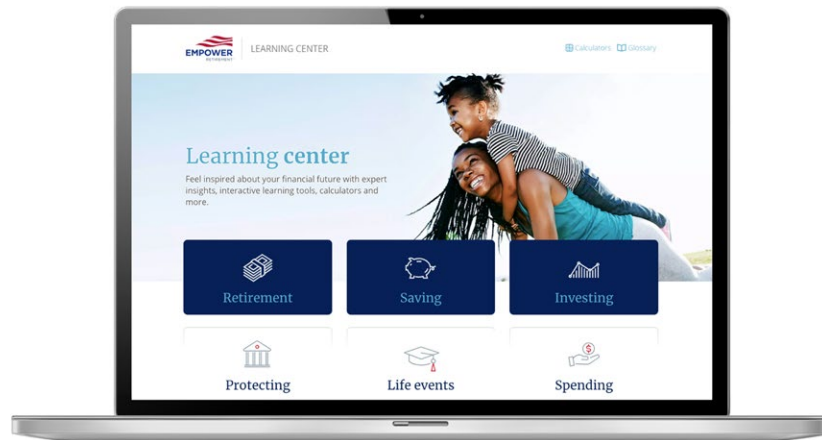 EMPOWER
RETIREMENT
LEARNING CENTER
Calculators
Glossary
Learning center
Feel inspired about your financial future with expert
insights, interactive learning tools, calculators and
more.
Retirement
Saving
Investing
Protecting
Life events
Spending